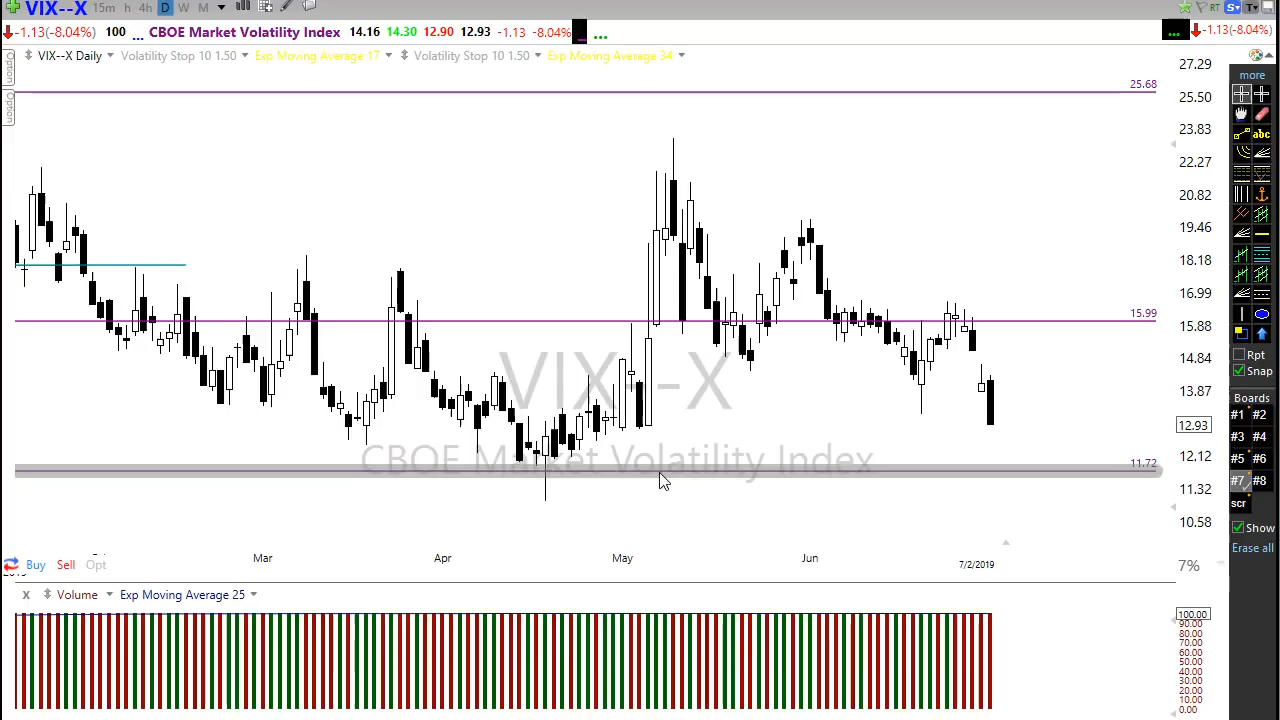 VIX--X 15m h 4h D W M RT S T
-1.13(-8.04%) 100 ... CBOE Market Volatility Index 14.16 14.30 12.90 12.93 -1.13 -8.04% ... ... -1.13(-8.04%)
Option VIX--X Daily Volatility Stop 10 1.50 Exp Moving Average 17 Volatility Stop 10 1.50 Exp Moving Average 34
Option
27.29
25.68
25.50
23.83
22.27
20.82
19.46
18.18
16.99
15.99
15.88
14.84
13.87
12.93
12.12
11.72
11.32
10.58
VIX--X
CBOE Market Volatility Index
Mar Apr May Jun 7/2/2019
Buy Sell Opt 7%
X Volume Exp Moving Average 25
100.00
90.00
80.00
70.00
60.00
50.00
40.00
30.00
20.00
10.00
0.00
more
abc
Rpt
Snap
Boards
#1 #2
#3 #4
#5 #6
#7 #8
scr
Show
Erase all